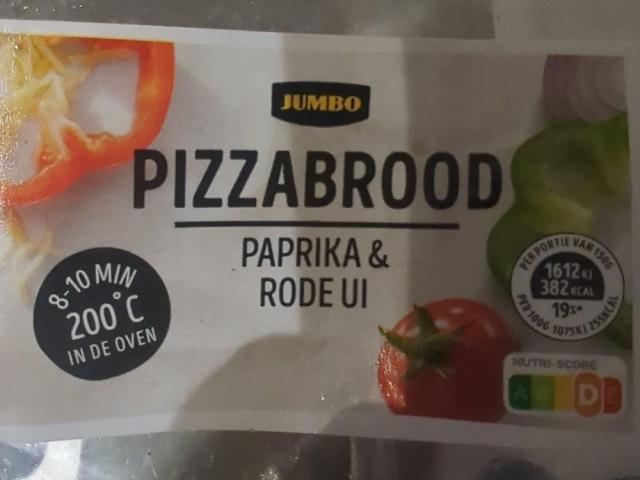 JUMBO
PIZZABROOD
PAPRIKA &
RODE UI
8-10 MIN
200°C
IN DE OVEN
PER PORTIE VAN 150G
1612 KJ
382 KCAL
19%*
PER 100G 1075KJ 255KCAL
NUTRI-SCORE
A B C D E